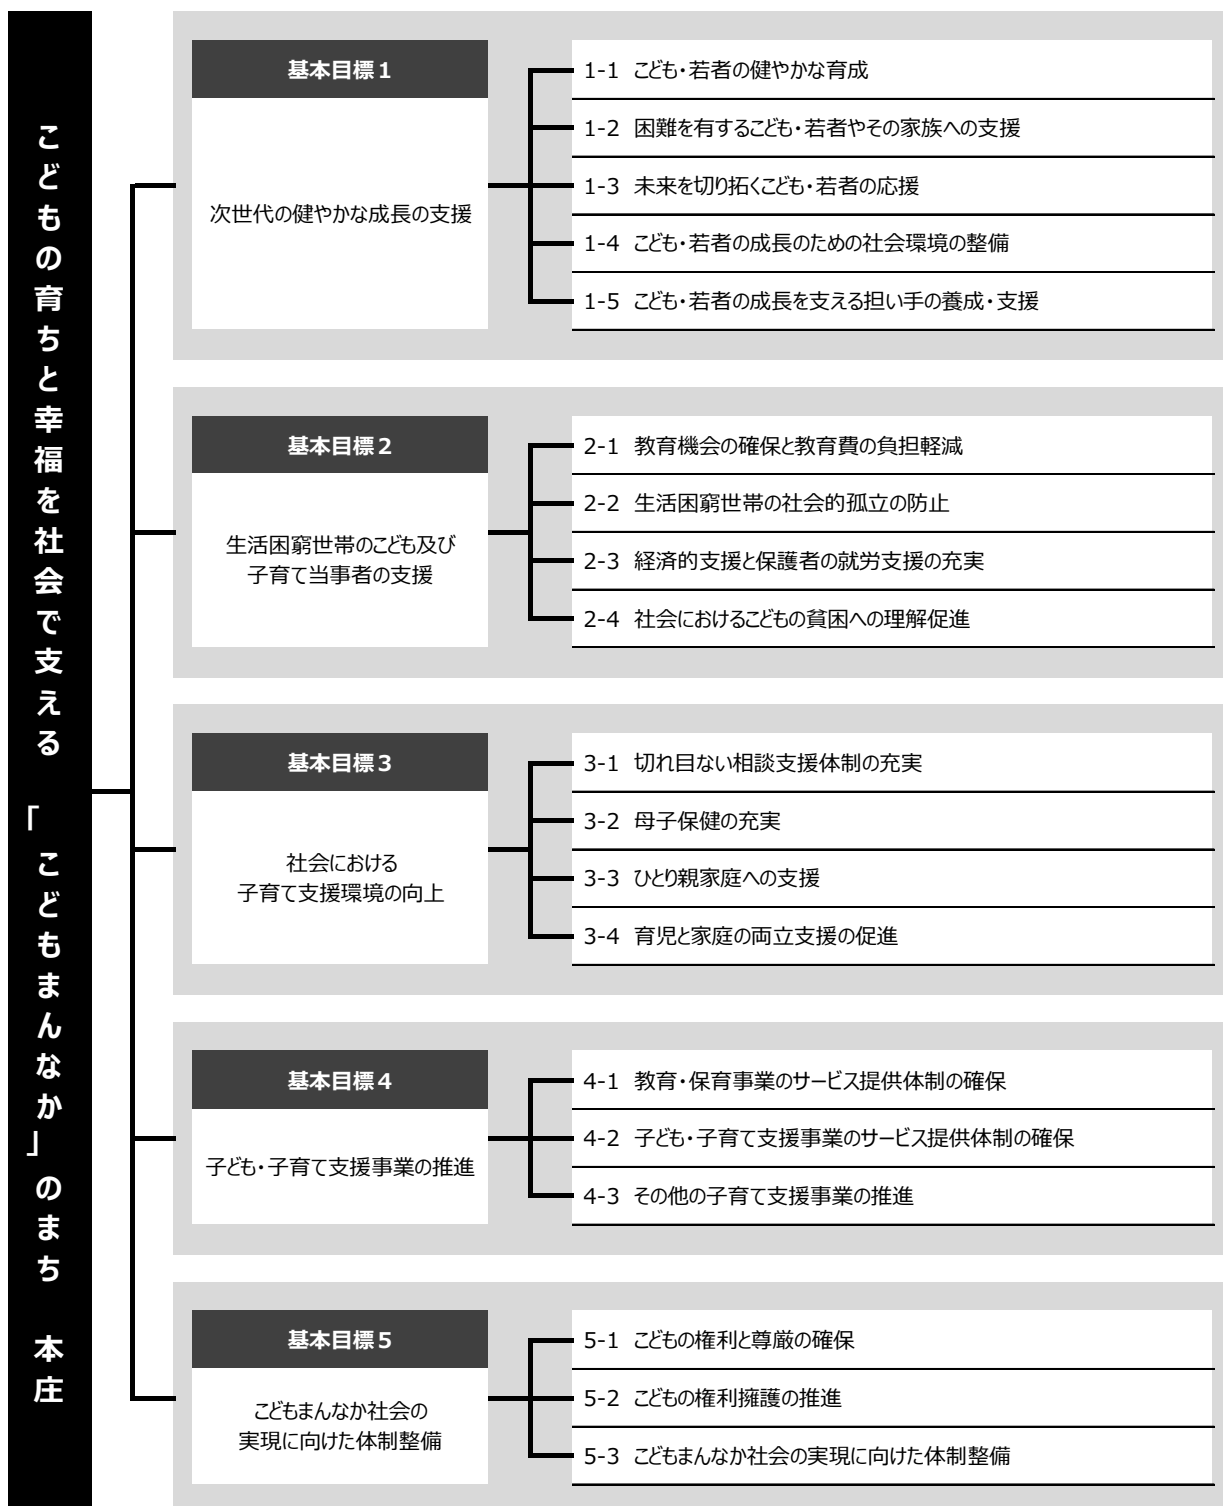 こどもの育ちと幸福を社会で支える 「こどもまんなか」のまち 本庄
基本目標１
次世代の健やかな成長の支援
1-1 こども・若者の健やかな育成
1-2 困難を有するこども・若者やその家族への支援
1-3 未来を切り拓くこども・若者の応援
1-4 こども・若者の成長のための社会環境の整備
1-5 こども・若者の成長を支える担い手の養成・支援
基本目標２
生活困窮世帯のこども及び
子育て当事者の支援
2-1 教育機会の確保と教育費の負担軽減
2-2 生活困窮世帯の社会的孤立の防止
2-3 経済的支援と保護者の就労支援の充実
2-4 社会におけるこどもの貧困への理解促進
基本目標３
社会における
子育て支援環境の向上
3-1 切れ目ない相談支援体制の充実
3-2 母子保健の充実
3-3 ひとり親家庭への支援
3-4 育児と家庭の両立支援の促進
基本目標４
子ども・子育て支援事業の推進
4-1 教育・保育事業のサービス提供体制の確保
4-2 子ども・子育て支援事業のサービス提供体制の確保
4-3 その他の子育て支援事業の推進
基本目標５
こどもまんなか社会の
実現に向けた体制整備
5-1 こどもの権利と尊厳の確保
5-2 こどもの権利擁護の推進
5-3 こどもまんなか社会の実現に向けた体制整備